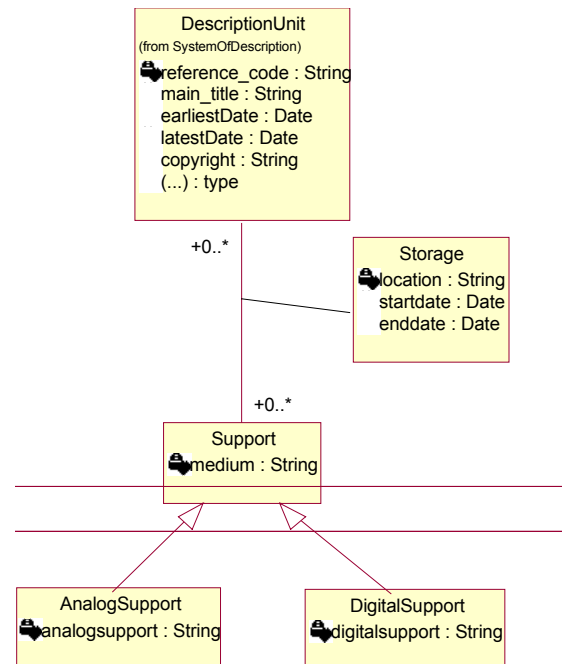 DescriptionUnit
(from SystemOfDescription)
reference_code : String
main_title : String
earliestDate : Date
latestDate : Date
copyright : String
(...) : type
+0..*
Storage
location : String
startdate : Date
enddate : Date
+0..*
Support
medium : String
AnalogSupport
analogsupport : String
DigitalSupport
digitalsupport : String